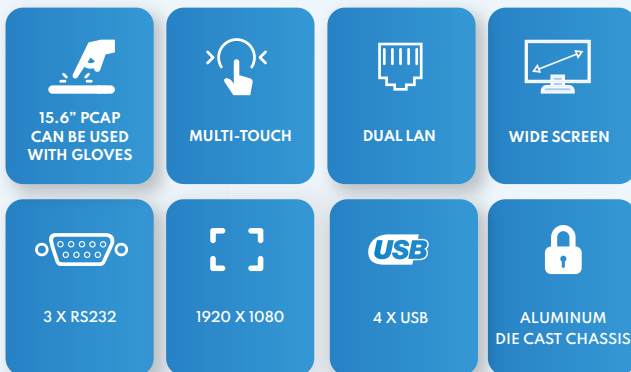 15.6” PCAP
CAN BE USED
WITH GLOVES
MULTI-TOUCH
DUAL LAN
WIDE SCREEN
3 X RS232
1920 X 1080
USB
4 X USB
ALUMINUM
DIE CAST CHASSIS